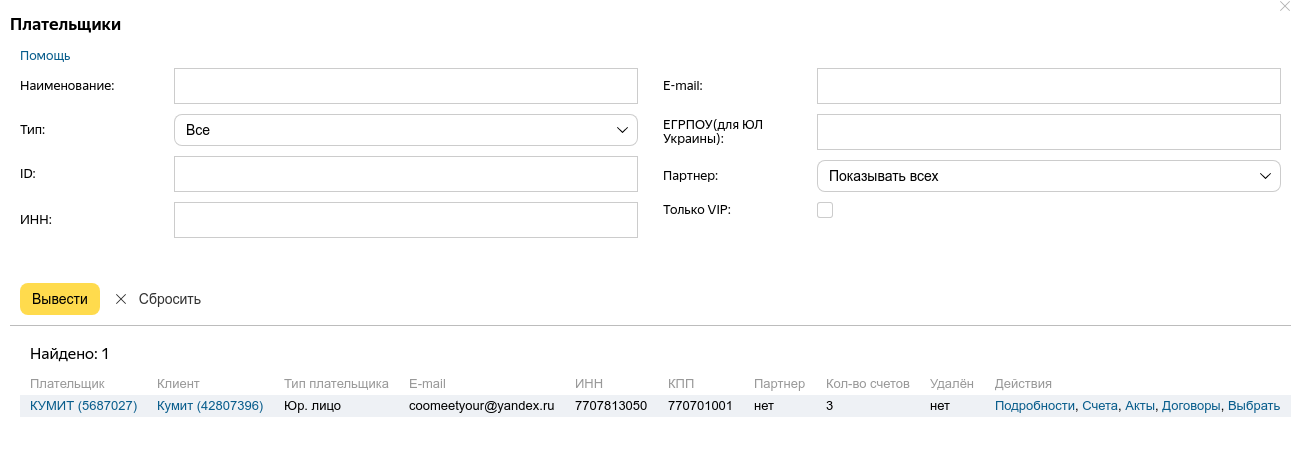 Плательщики
Помощь
Наименование:
E-mail:
Тип:
Все
ЕГРПОУ(для ЮЛ
Украины):
ID:
Партнер:
Показывать всех
ИНН:
Только VIP:
Вывести
Сбросить
Найдено: 1
Плательщик Клиент Тип плательщика E-mail ИНН КПП Партнер Кол-во счетов Удалён Действия
КУМИТ (5687027) Кумит (42807396) Юр. лицо coomeetyour@yandex.ru 7707813050 770701001 нет 3 нет Подробности, Счета, Акты, Договоры, Выбрать